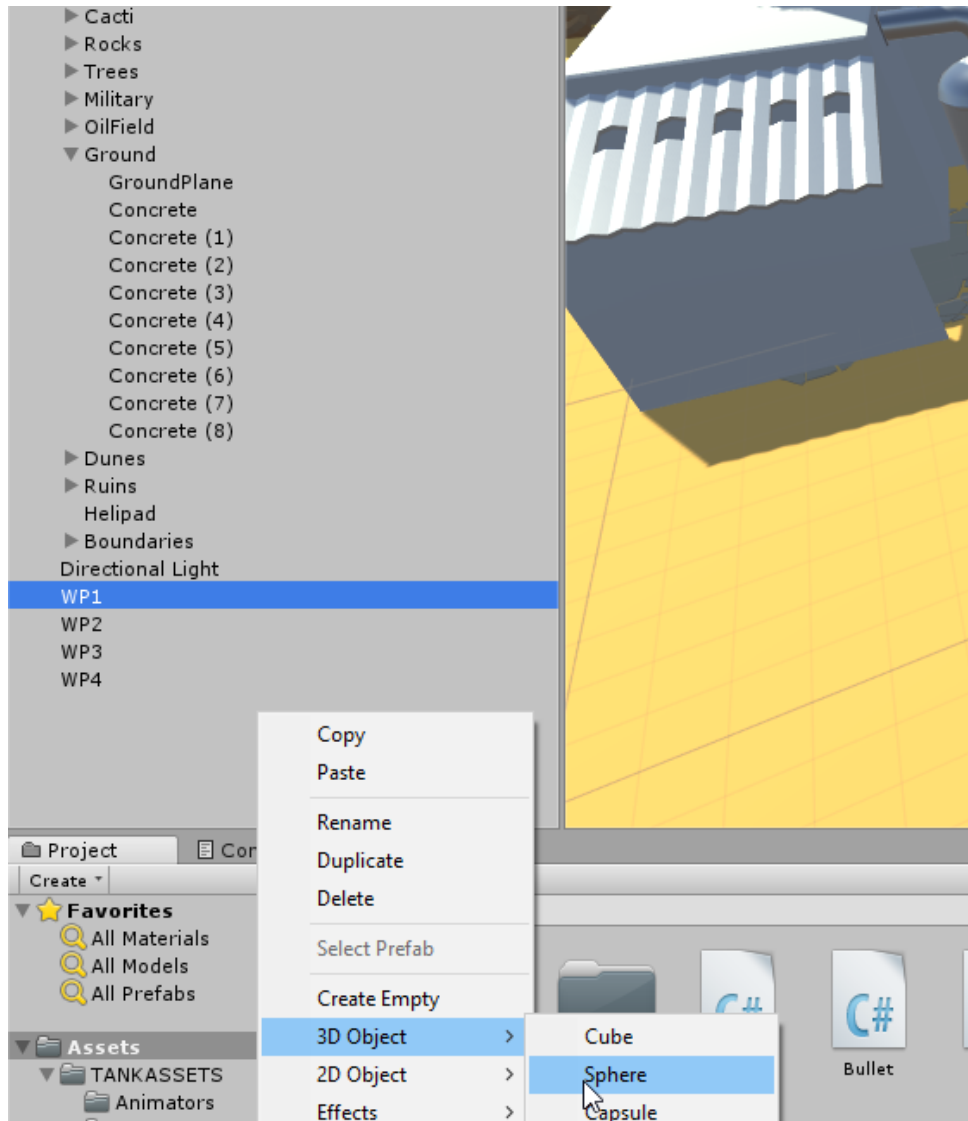 Cacti
Rocks
Trees
Military
OilField
Ground
GroundPlane
Concrete
Concrete (1)
Concrete (2)
Concrete (3)
Concrete (4)
Concrete (5)
Concrete (6)
Concrete (7)
Concrete (8)
Dunes
Ruins
Helipad
Boundaries
Directional Light
WP1
WP2
WP3
WP4
Copy
Paste
Rename
Duplicate
Delete
Select Prefab
Create Empty
3D Object
2D Object
Effects
Cube
Sphere
Capsule
Project
Con
Create
Favorites
All Materials
All Models
All Prefabs
Assets
TANKASSETS
Animators
C#
C#
Bullet